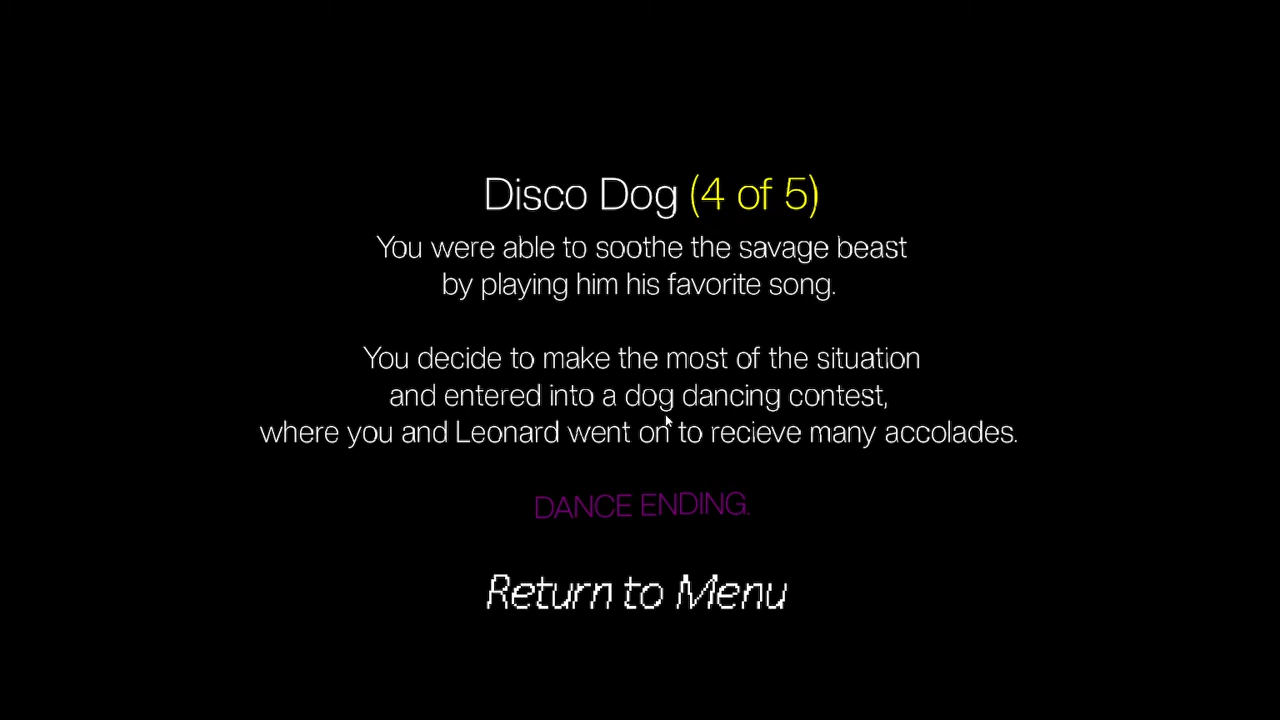 Disco Dog (4 of 5)
You were able to soothe the savage beast
by playing him his favorite song.
You decide to make the most of the situation
and entered into a dog dancing contest,
where you and Leonard went on to recieve many accolades.
DANCE ENDING.
Return to Menu